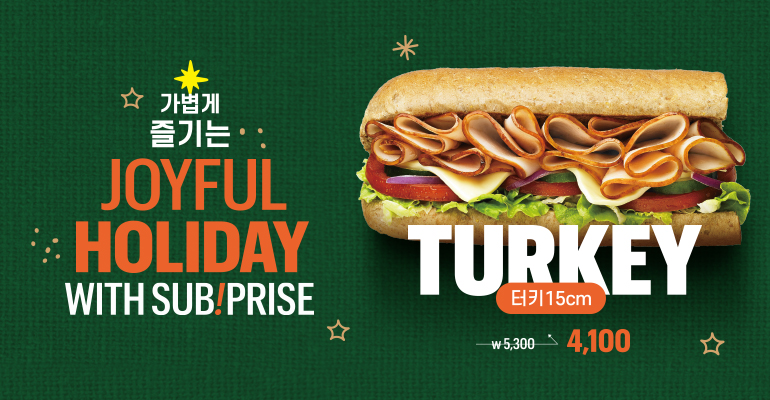 가볍게
즐기는
JOYFUL
HOLIDAY
WITH SUB!PRISE
TURKEY
터키15cm
₩5,300
4,100